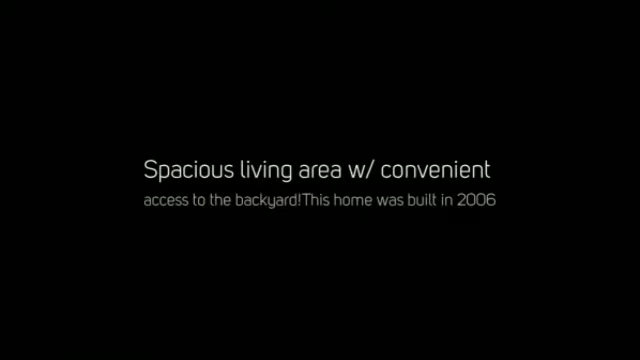 Spacious living area w/ convenient
access to the backyard!This home was built in 2006